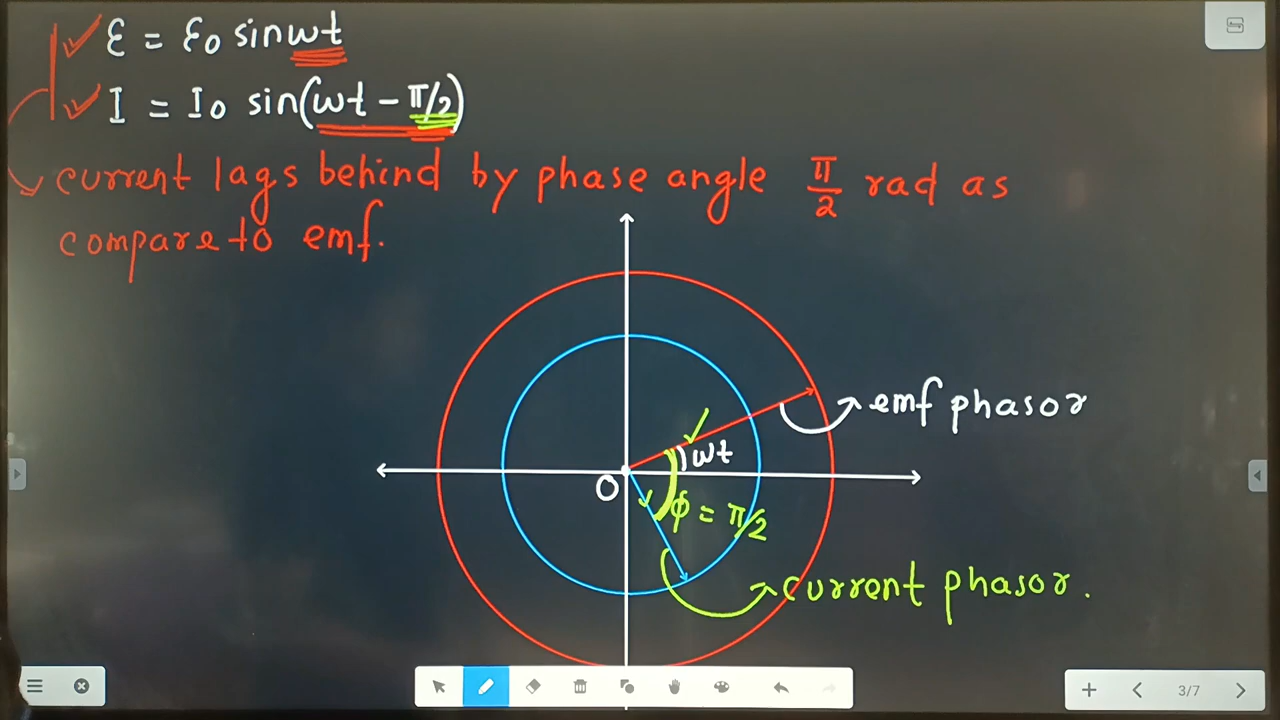 ε = ε₀ sinωt
I = I₀ sin(ωt − π/2)
current lags behind by phase angle π/2 rad as
compare to emf.
emf phasor
ωt
O
ϕ = π/2
current phasor.
3/7